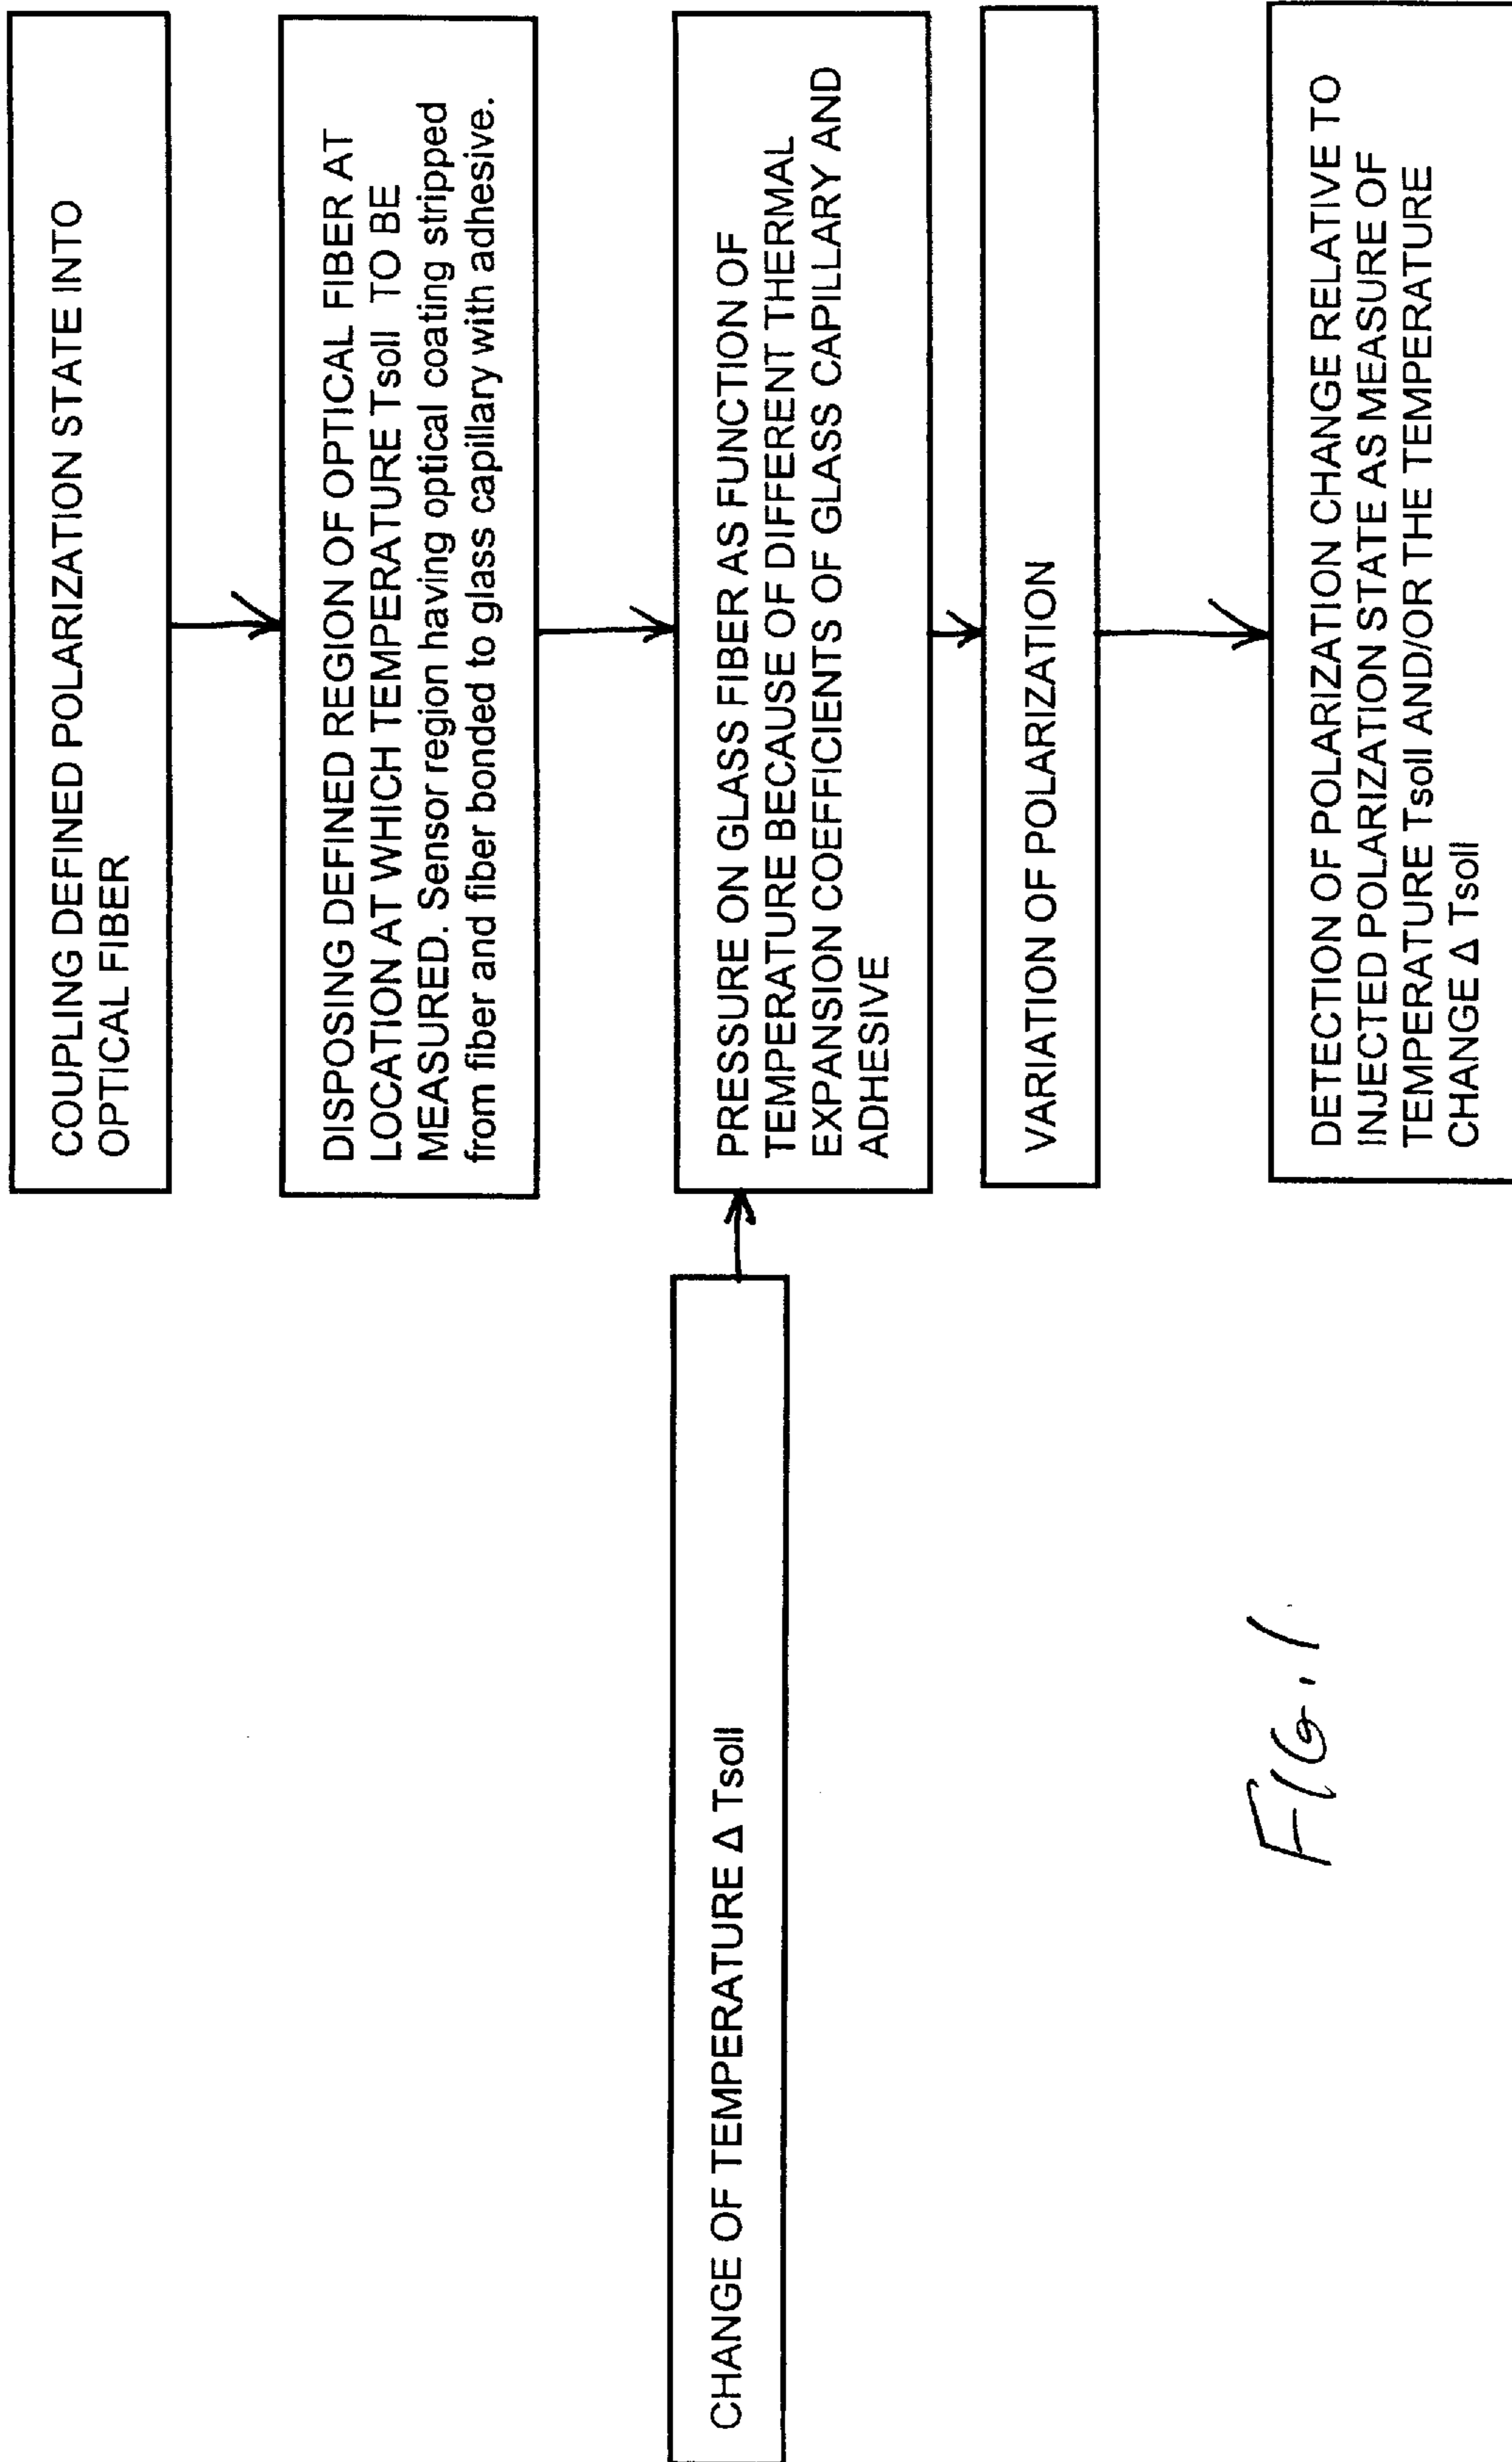 COUPLING DEFINED POLARIZATION STATE INTO
OPTICAL FIBER
DISPOSING DEFINED REGION OF OPTICAL FIBER AT
LOCATION AT WHICH TEMPERATURE Tsoll TO BE
MEASURED. Sensor region having optical coating stripped
from fiber and fiber bonded to glass capillary with adhesive.
CHANGE OF TEMPERATURE Δ Tsoll
PRESSURE ON GLASS FIBER AS FUNCTION OF
TEMPERATURE BECAUSE OF DIFFERENT THERMAL
EXPANSION COEFFICIENTS OF GLASS CAPILLARY AND
ADHESIVE
VARIATION OF POLARIZATION
DETECTION OF POLARIZATION CHANGE RELATIVE TO
INJECTED POLARIZATION STATE AS MEASURE OF
TEMPERATURE Tsoll AND/OR THE TEMPERATURE
CHANGE Δ Tsoll
FIG. 1.